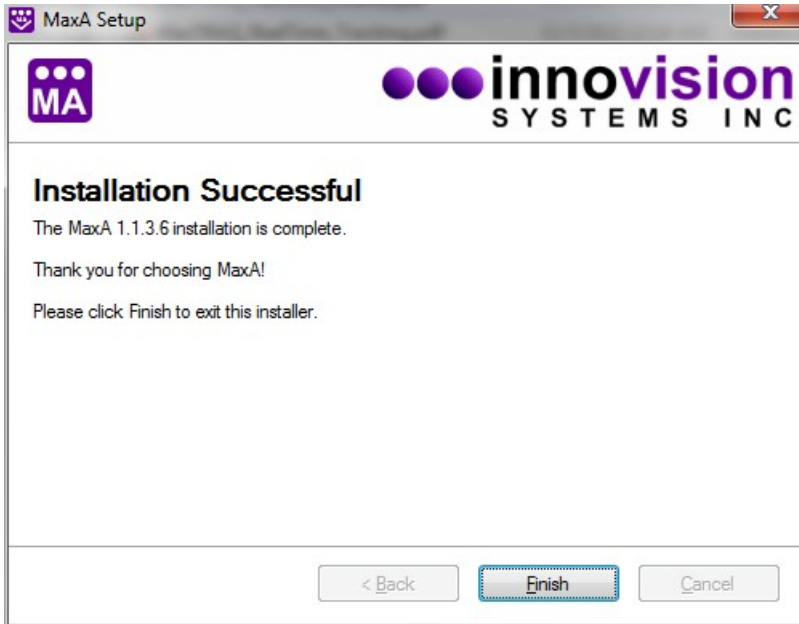 MaxA Setup
x
MA
innovision
SYSTEMS INC
Installation Successful
The MaxA 1.1.3.6 installation is complete.
Thank you for choosing MaxA!
Please click Finish to exit this installer.
< Back
Finish
Cancel